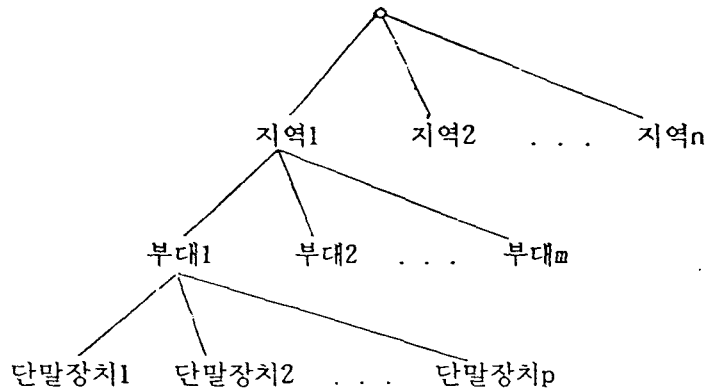 지역1 지역2 . . . 지역n
부대1 부대2 . . . 부대m
단말장치1 단말장치2 . . . 단말장치p